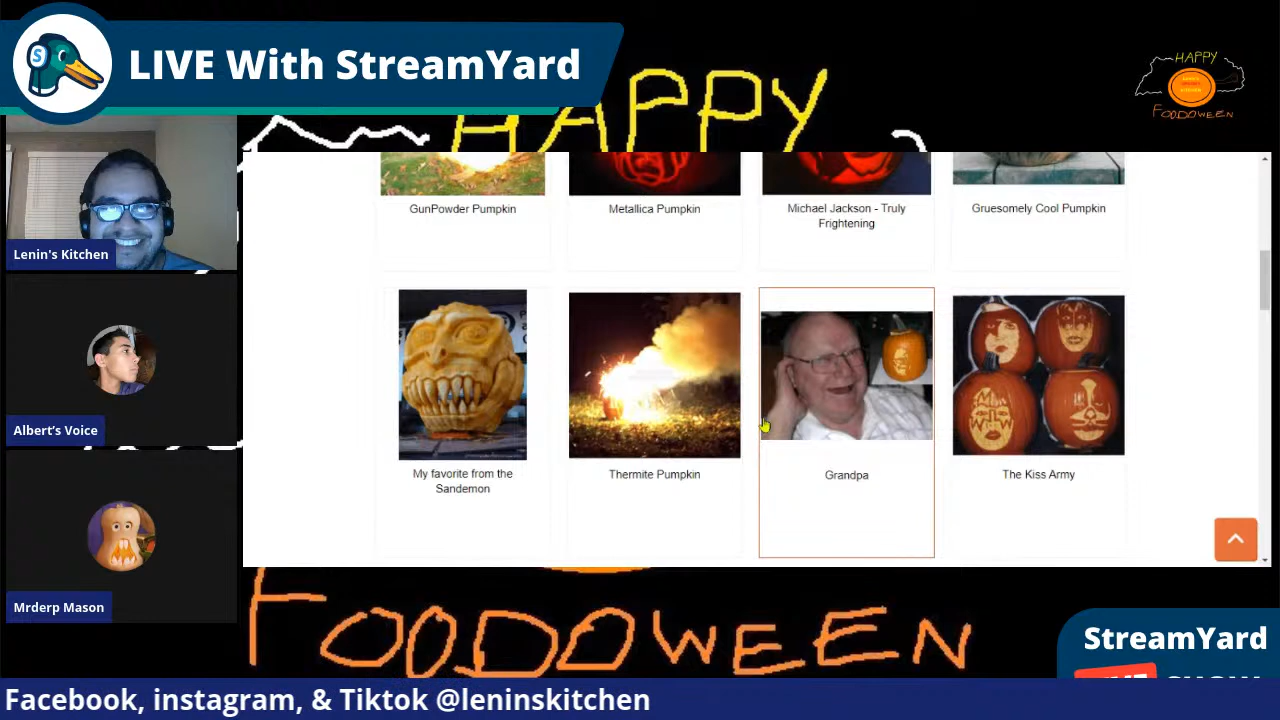 LIVE With StreamYard
HAPPY
HAPPY
FOODOWEEN
Lenin's Kitchen
Albert's Voice
Mrderp Mason
GunPowder Pumpkin
Metallica Pumpkin
Michael Jackson - Truly
Frightening
Gruesomely Cool Pumpkin
My favorite from the
Sandemon
Thermite Pumpkin
Grandpa
The Kiss Army
FOODOWEEN
StreamYard
Facebook, instagram, & Tiktok @leninskitchen